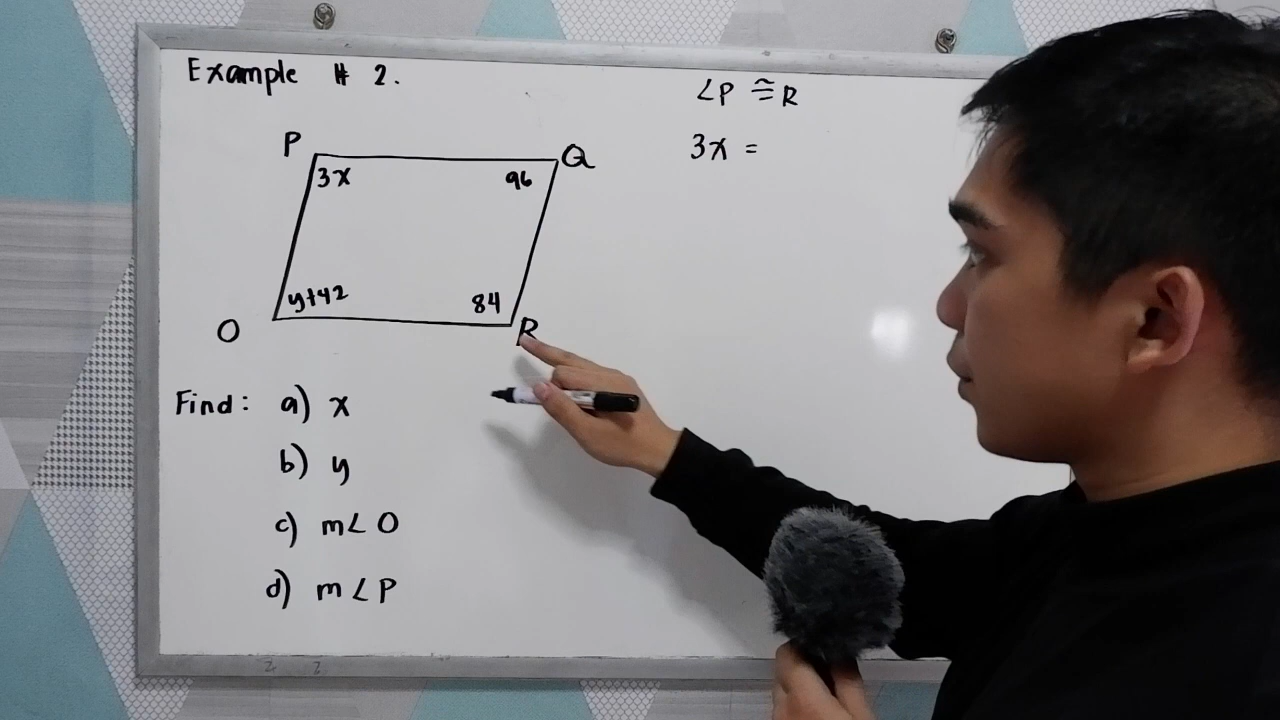 Example # 2.
∠P ≅ R
3x =
P
Q
3x
96
y+42
84
O
R
Find: a) x
b) y
c) m∠O
d) m∠P